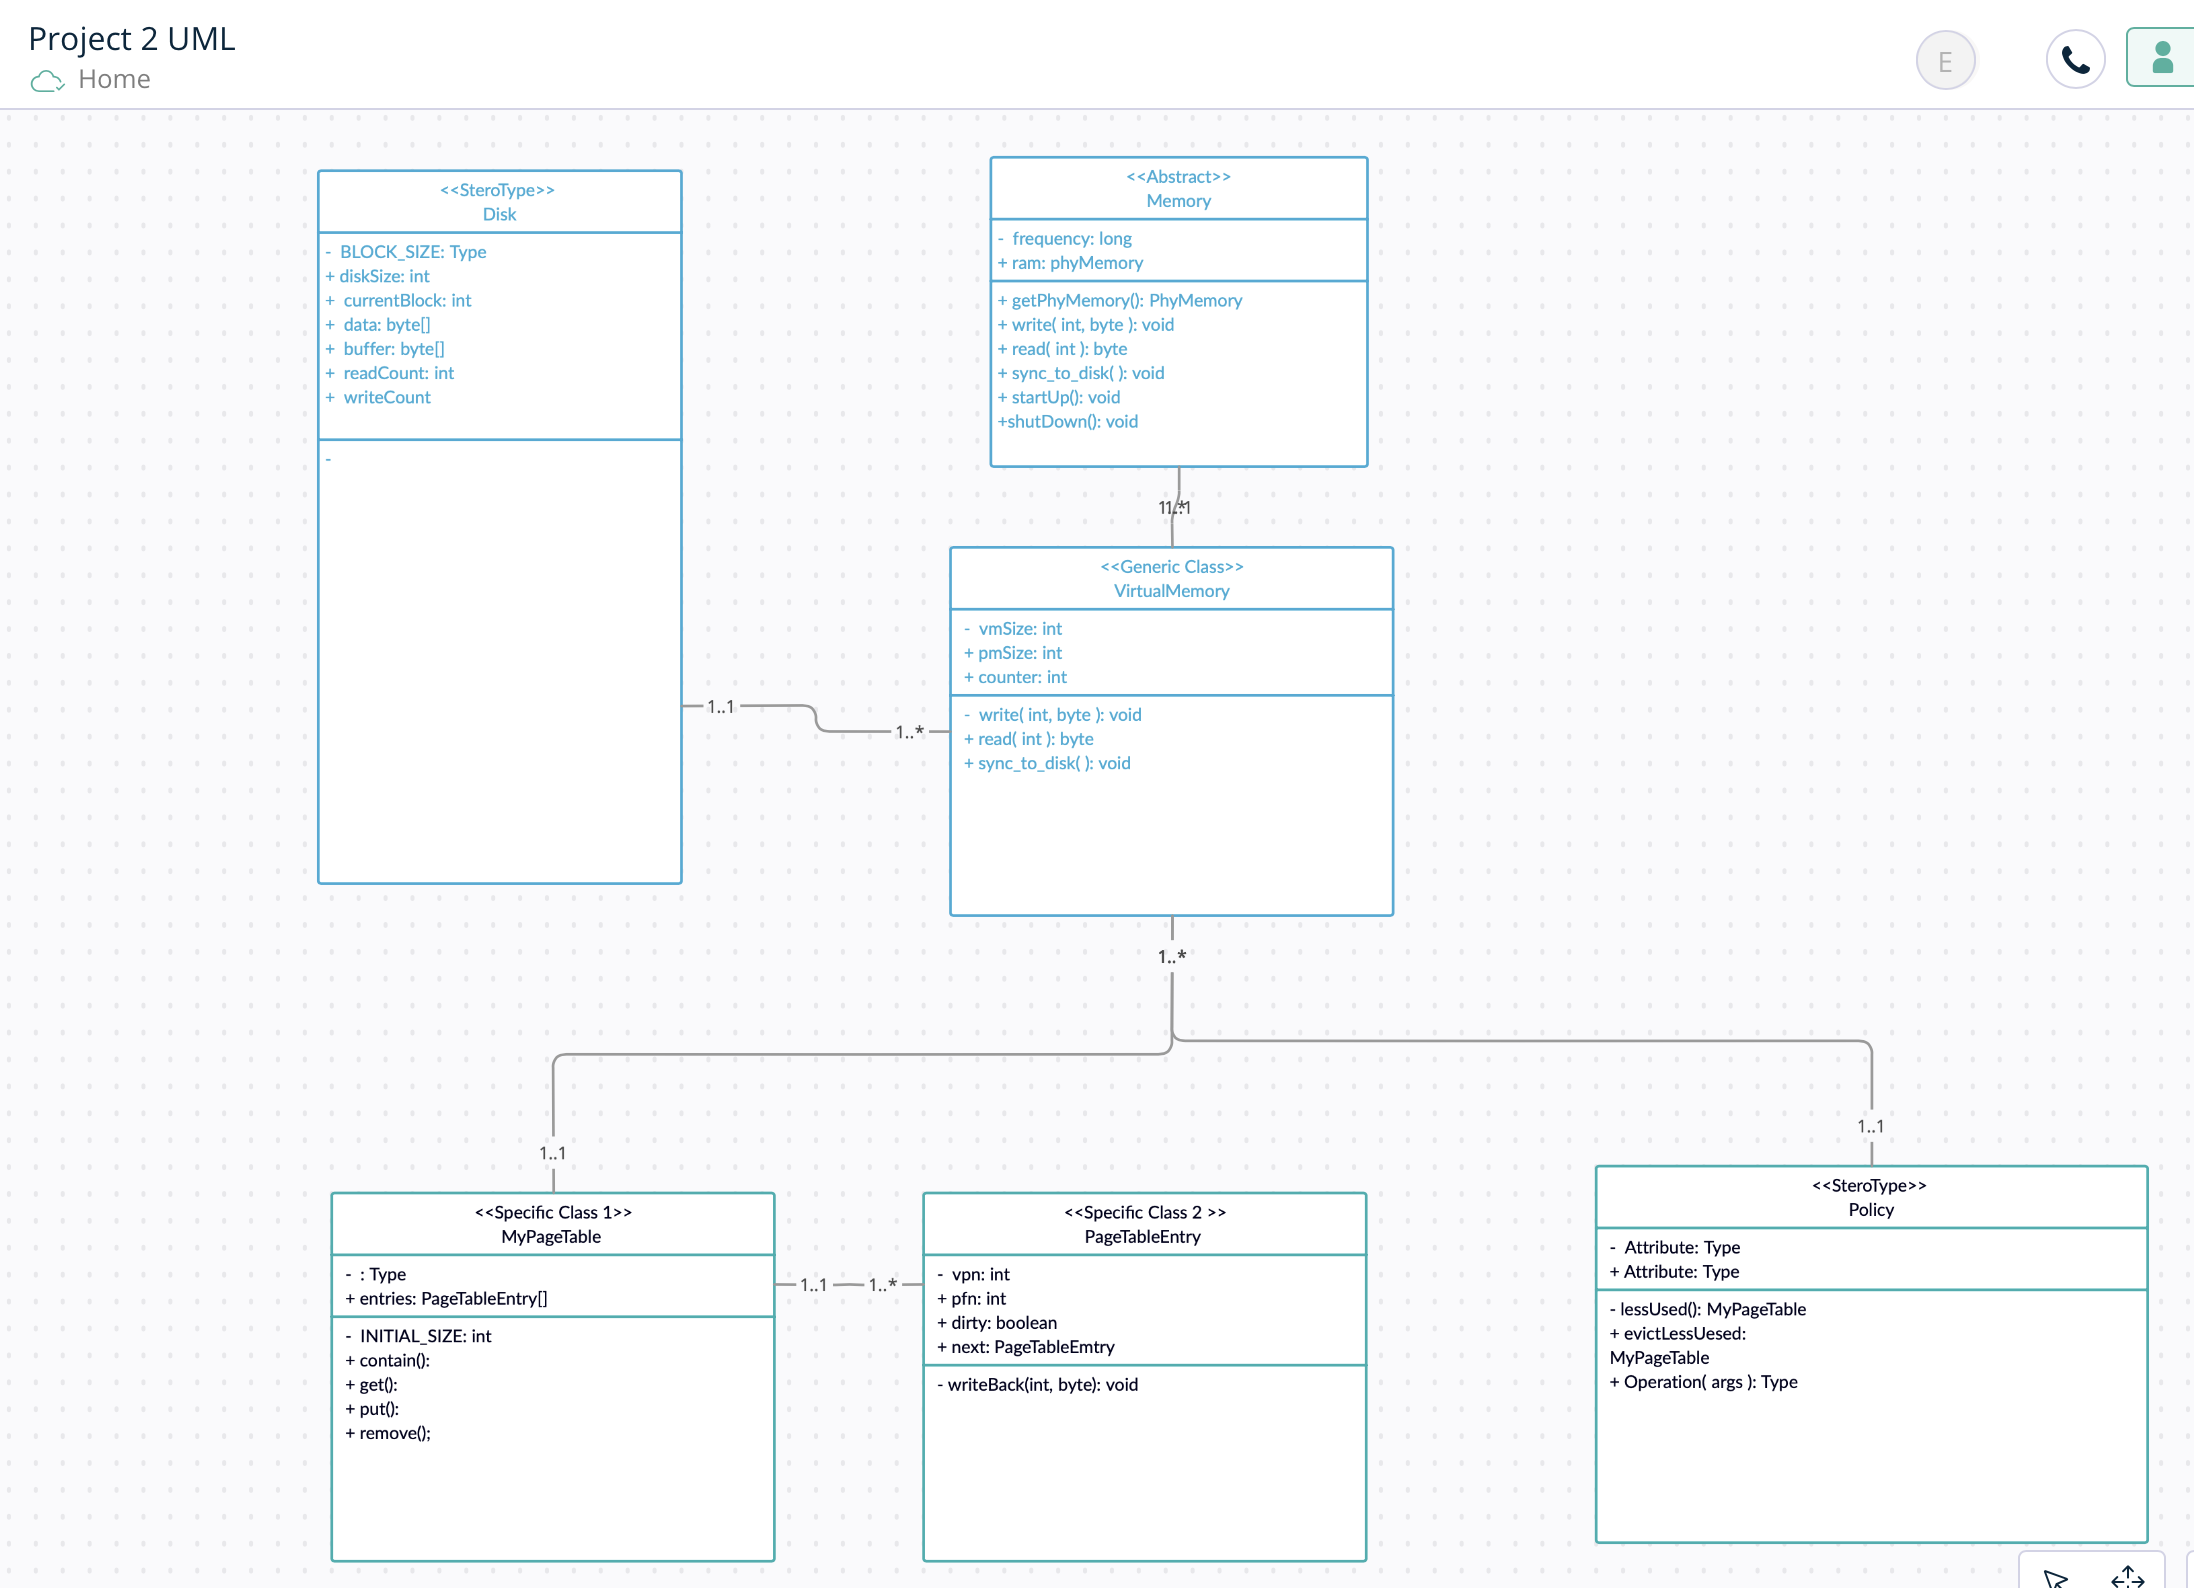 Project 2 UML
Home
E
<<SteroType>>
Disk
- BLOCK_SIZE: Type
+ diskSize: int
+ currentBlock: int
+ data: byte[]
+ buffer: byte[]
+ readCount: int
+ writeCount
-
<<Abstract>>
Memory
- frequency: long
+ ram: phyMemory
+ getPhyMemory(): PhyMemory
+ write( int, byte ): void
+ read( int ): byte
+ sync_to_disk( ): void
+ startUp(): void
+shutDown(): void
<<Generic Class>>
VirtualMemory
- vmSize: int
+ pmSize: int
+ counter: int
- write( int, byte ): void
+ read( int ): byte
+ sync_to_disk( ): void
1..1
1..*
1..*
1..1
1..1
<<Specific Class 1>>
MyPageTable
- : Type
+ entries: PageTableEntry[]
- INITIAL_SIZE: int
+ contain():
+ get():
+ put():
+ remove();
1..1
1..*
<<Specific Class 2 >>
PageTableEntry
- vpn: int
+ pfn: int
+ dirty: boolean
+ next: PageTableEmtry
- writeBack(int, byte): void
<<SteroType>>
Policy
- Attribute: Type
+ Attribute: Type
- lessUsed(): MyPageTable
+ evictLessUesed:
MyPageTable
+ Operation( args ): Type